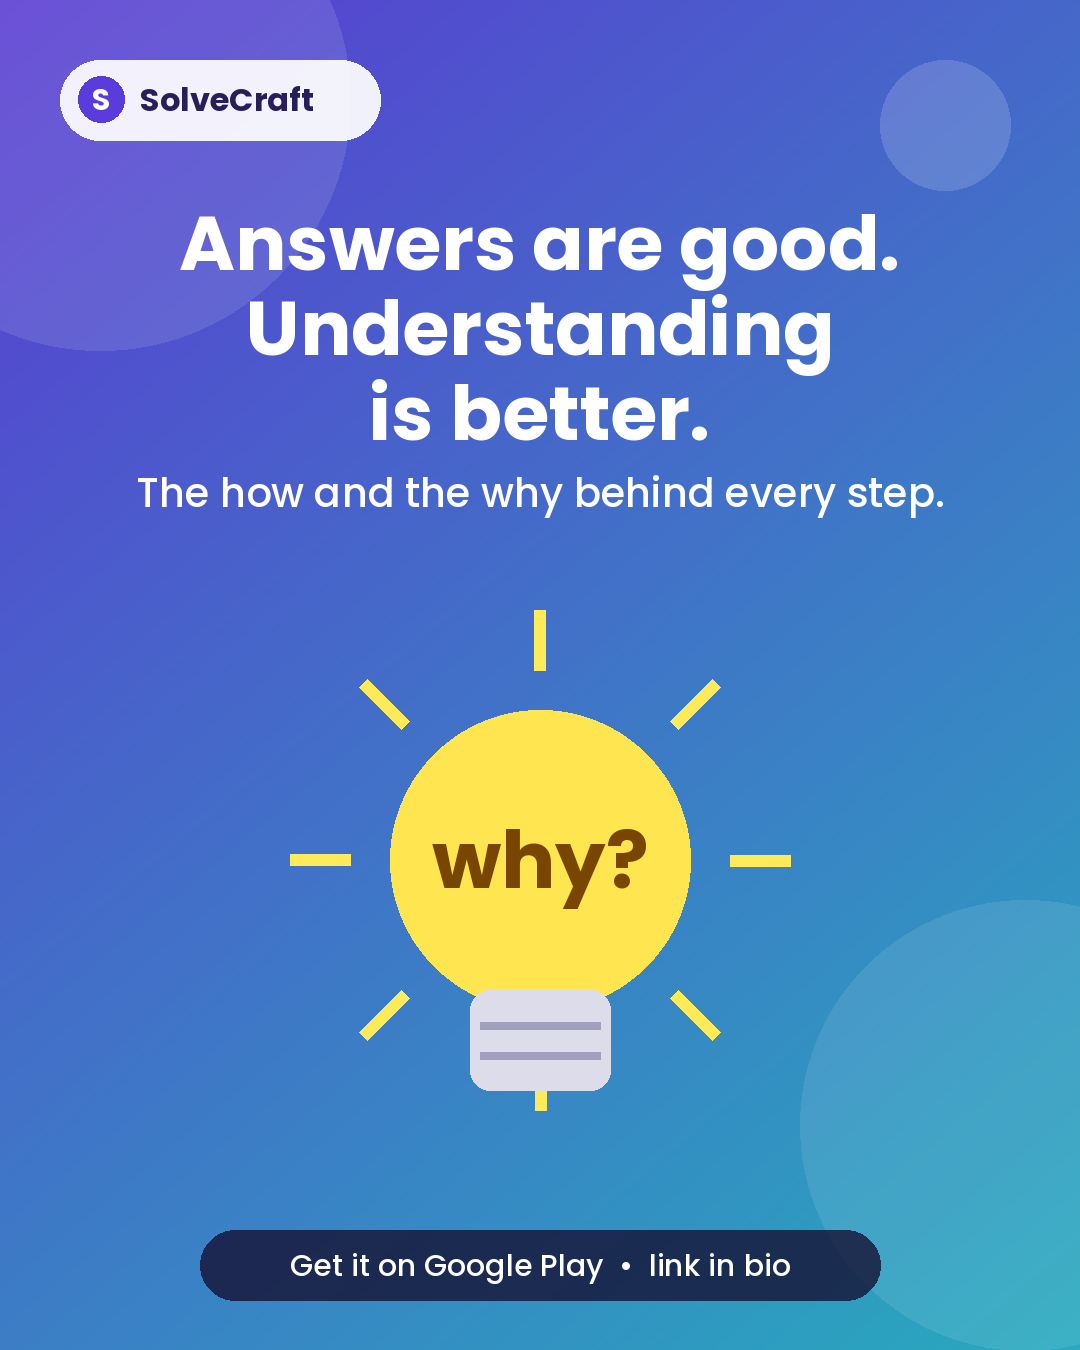 S SolveCraft
Answers are good.
Understanding
is better.
The how and the why behind every step.
why?
Get it on Google Play • link in bio